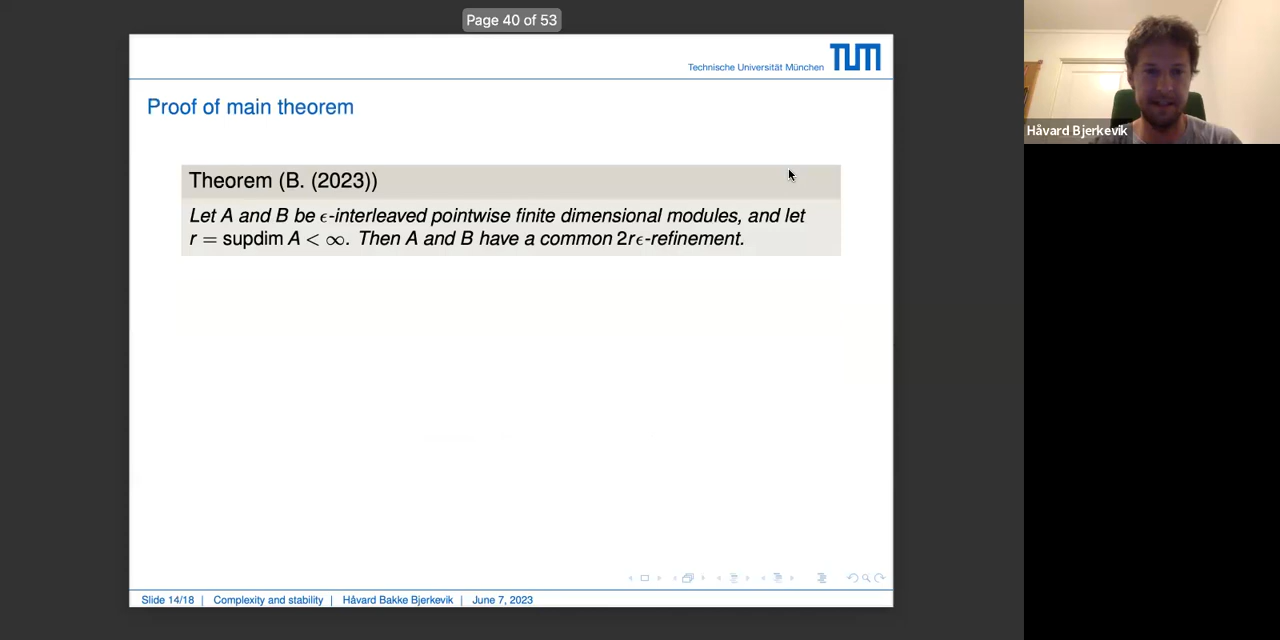 Page 40 of 53
Technische Universität München
TUM
Proof of main theorem
Theorem (B. (2023))
Let A and B be ϵ-interleaved pointwise finite dimensional modules, and let
r = supdim A < ∞. Then A and B have a common 2rϵ-refinement.
Slide 14/18 | Complexity and stability | Håvard Bakke Bjerkevik | June 7, 2023
Håvard Bjerkevik